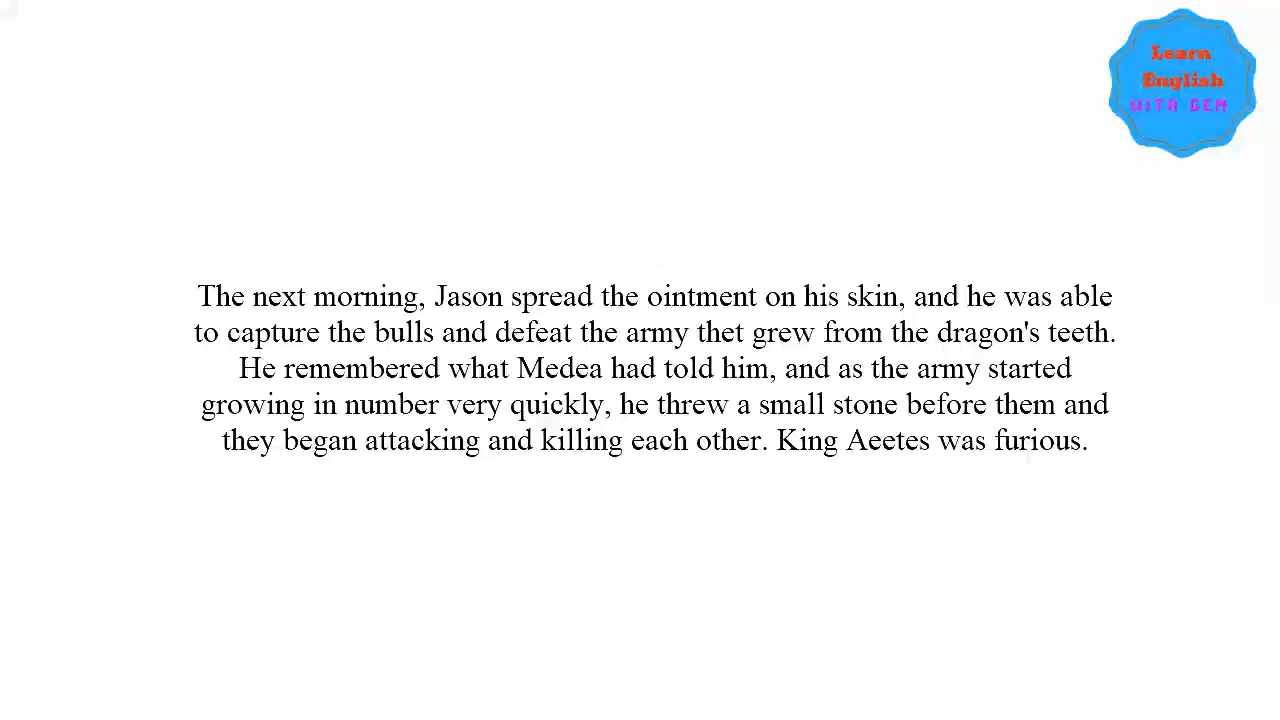 Learn
English
WITH GEM
The next morning, Jason spread the ointment on his skin, and he was able
to capture the bulls and defeat the army thet grew from the dragon's teeth.
He remembered what Medea had told him, and as the army started
growing in number very quickly, he threw a small stone before them and
they began attacking and killing each other. King Aeetes was furious.